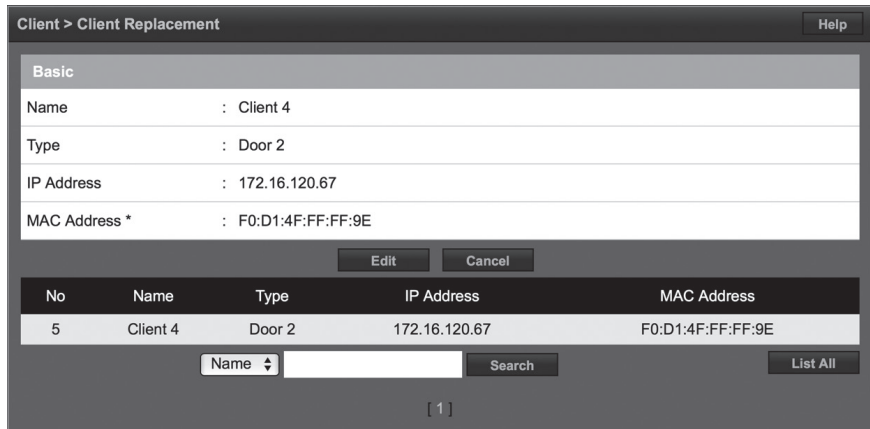 Client > Client Replacement Help
Basic
Name : Client 4
Type : Door 2
IP Address : 172.16.120.67
MAC Address * : F0:D1:4F:FF:FF:9E
Edit Cancel
No Name Type IP Address MAC Address
5 Client 4 Door 2 172.16.120.67 F0:D1:4F:FF:FF:9E
Name Search List All
[ 1 ]